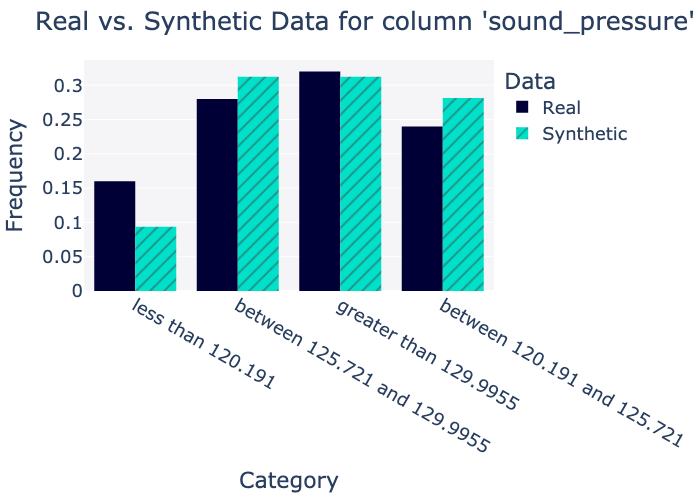 Real vs. Synthetic Data for column 'sound_pressure'
Data
Real
Synthetic
Frequency
0.3
0.25
0.2
0.15
0.1
0.05
0
less than 120.191
between 125.721 and 129.9955
greater than 129.9955
between 120.191 and 125.721
Category